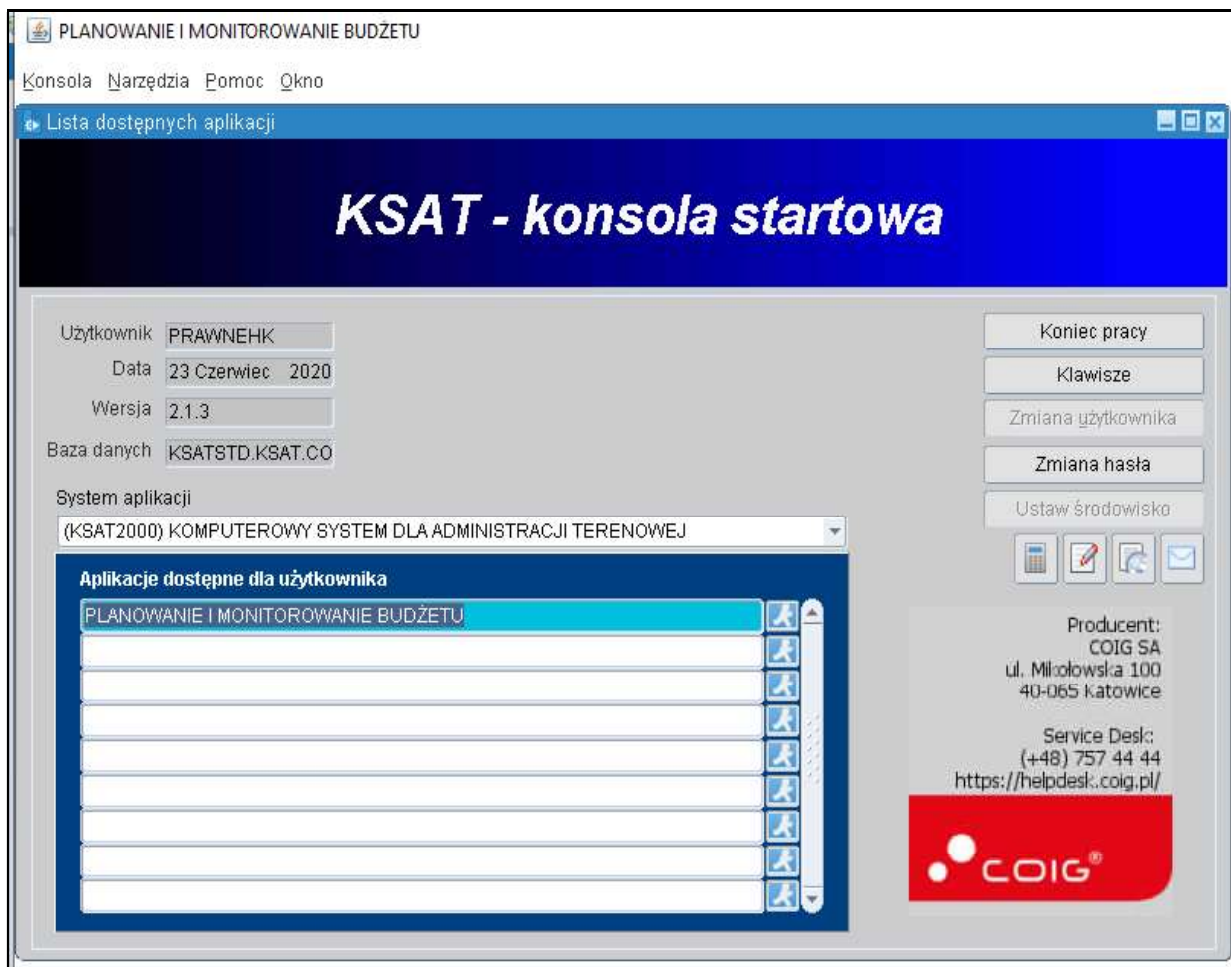 PLANOWANIE I MONITOROWANIE BUDŻETU
Konsola Narzędzia Pomoc Okno
Lista dostępnych aplikacji
KSAT - konsola startowa
Użytkownik PRAWNEHK
Data 23 Czerwiec 2020
Wersja 2.1.3
Baza danych KSATSTD.KSAT.CO
System aplikacji
(KSAT2000) KOMPUTEROWY SYSTEM DLA ADMINISTRACJI TERENOWEJ
Aplikacje dostępne dla użytkownika
PLANOWANIE I MONITOROWANIE BUDŻETU
Koniec pracy
Klawisze
Zmiana użytkownika
Zmiana hasła
Ustaw środowisko
Producent:
COIG SA
ul. Mikołowska 100
40-065 Katowice
Service Desk:
(+48) 757 44 44
https://helpdesk.coig.pl/
COIG®